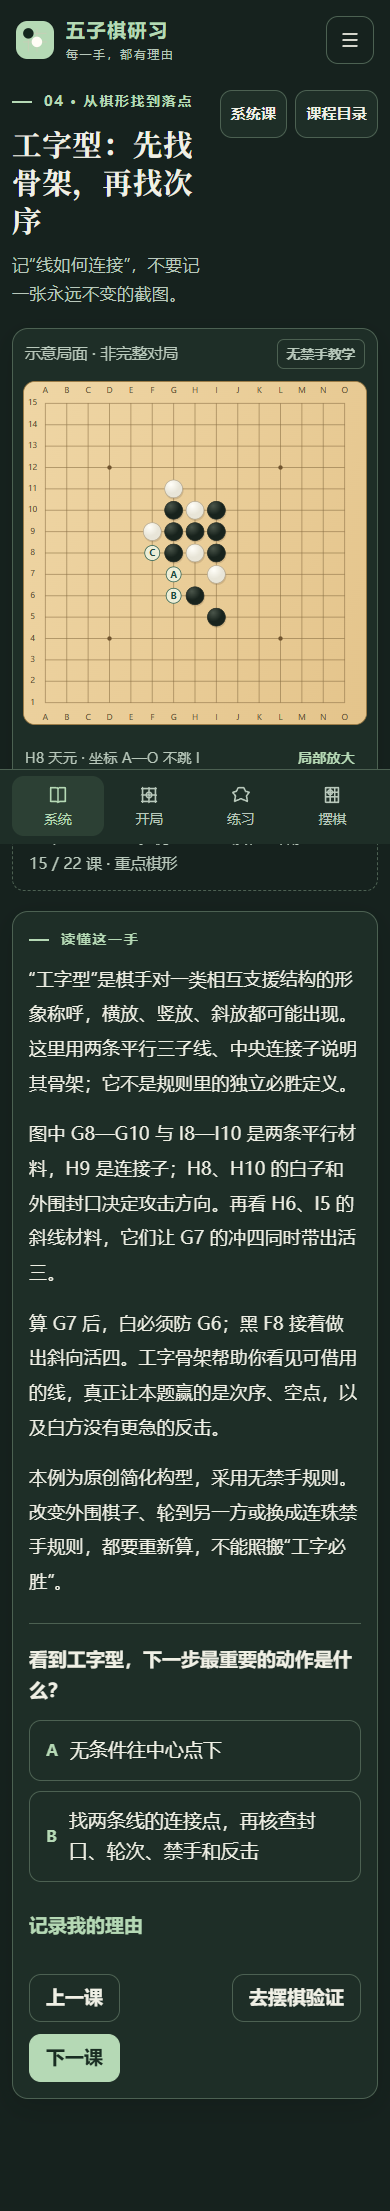 五子棋研习
每一手，都有理由
04 · 从棋形找到落点
系统课
课程目录
工字型：先找
骨架，再找次
序
记“线如何连接”，不要记
一张永远不变的截图。
示意局面 · 非完整对局
无禁手教学
A B C D E F G H I J K L M N O
15
14
13
12
11
10
9
8
7
6
5
4
3
2
1
C
A
B
A B C D E F G H I J K L M N O
H8 天元 · 坐标 A—O 不跳 I
局部放大
系统
开局
练习
摆棋
15 / 22 课 · 重点棋形
读懂这一手
“工字型”是棋手对一类相互支援结构的形
象称呼，横放、竖放、斜放都可能出现。
这里用两条平行三子线、中央连接子说明
其骨架；它不是规则里的独立必胜定义。
图中 G8—G10 与 I8—I10 是两条平行材
料，H9 是连接子；H8、H10 的白子和
外围封口决定攻击方向。再看 H6、I5 的
斜线材料，它们让 G7 的冲四同时带出活
三。
算 G7 后，白必须防 G6；黑 F8 接着做
出斜向活四。工字骨架帮助你看见可借用
的线，真正让本题赢的是次序、空点，以
及白方没有更急的反击。
本例为原创简化构型，采用无禁手规则。
改变外围棋子、轮到另一方或换成连珠禁
手规则，都要重新算，不能照搬“工字必
胜”。
看到工字型，下一步最重要的动作是什
么？
A 无条件往中心点下
B 找两条线的连接点，再核查封
口、轮次、禁手和反击
记录我的理由
上一课
去摆棋验证
下一课